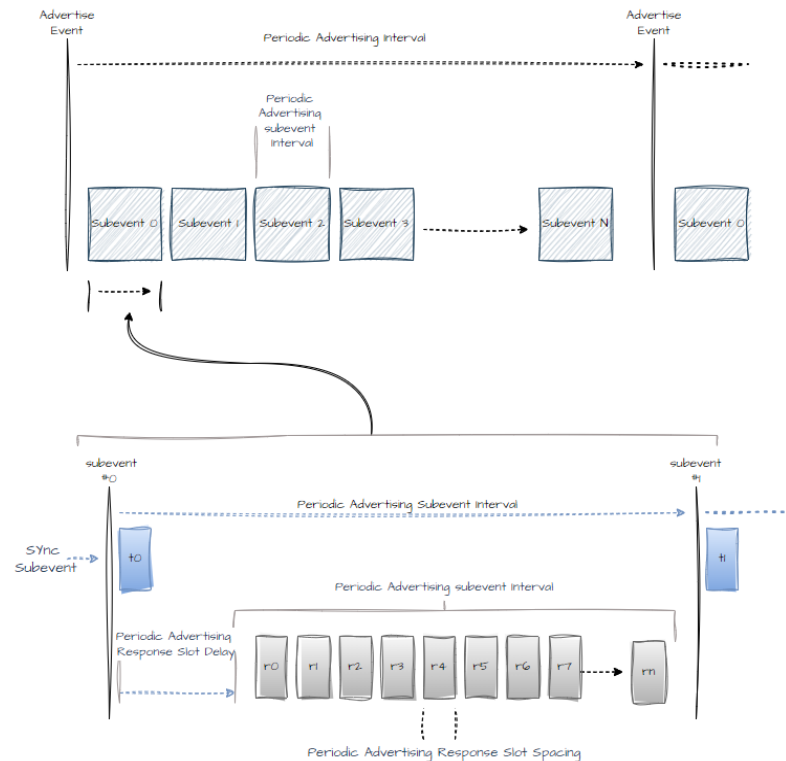 Advertise
Event
Advertise
Event
Periodic Advertising Interval
Periodic
Advertising
subevent
Interval
Subevent 0
Subevent 1
Subevent 2
Subevent 3
Subevent N
Subevent 0
subevent
#0
subevent
#1
Periodic Advertising Subevent Interval
SYnc
Subevent
t0
t1
Periodic Advertising subevent Interval
Periodic Advertising
Response Slot Delay
r0
r1
r2
r3
r4
r5
r6
r7
rn
Periodic Advertising Response Slot Spacing